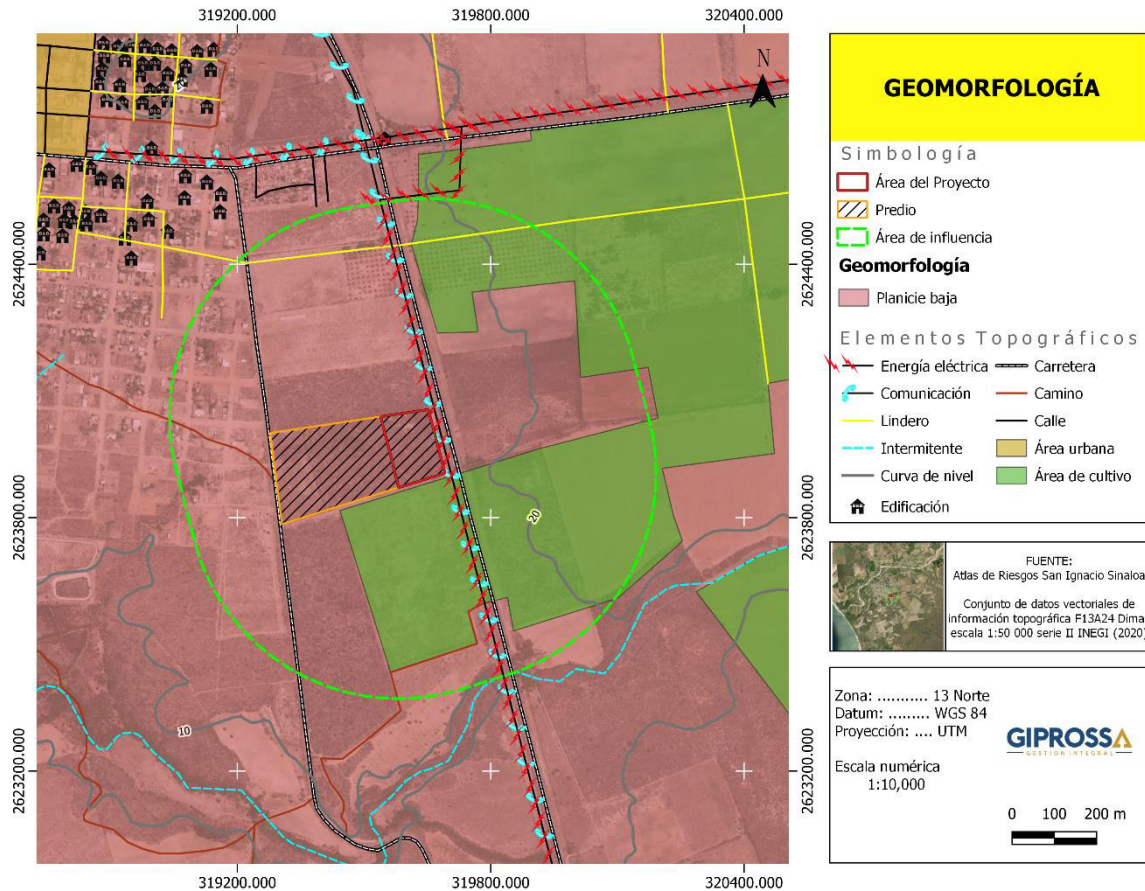 319200.000 319800.000 320400.000
N
2624400.000 2624400.000
2623800.000 2623800.000
2623200.000 2623200.000
20
20
10
319200.000 319800.000 320400.000
GEOMORFOLOGÍA
Simbología
Área del Proyecto
Predio
Área de influencia
Geomorfología
Planicie baja
Elementos Topográficos
Energía eléctrica Carretera
Comunicación Camino
Lindero Calle
Intermitente Área urbana
Curva de nivel Área de cultivo
Edificación
FUENTE:
Atlas de Riesgos San Ignacio Sinaloa
Conjunto de datos vectoriales de
información topográfica F13A24 Dima
escala 1:50 000 serie II INEGI (2020)
Zona: .......... 13 Norte
Datum: ......... WGS 84
Proyección: .... UTM
GIPROSSA
GESTIÓN INTEGRAL
Escala numérica
1:10,000
0 100 200 m